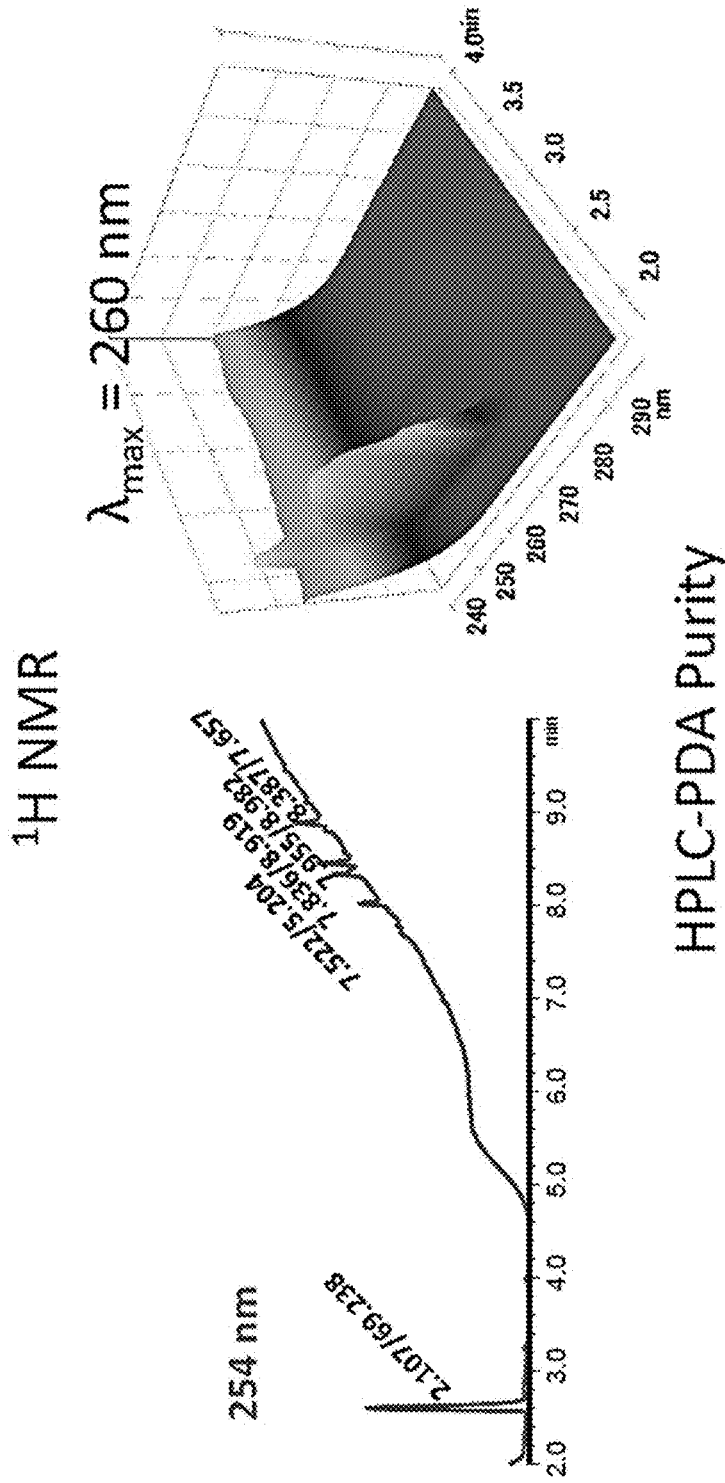 ¹H NMR
254 nm
2.107/69.238
7.522/5.204
7.836/8.919
7.955/8.982
8.387/7.657
2.0 3.0 4.0 5.0 6.0 7.0 8.0 9.0 min
λmax = 260 nm
240 250 260 270 280 290 nm
2.0 2.5 3.0 3.5 4.0 min
HPLC-PDA Purity